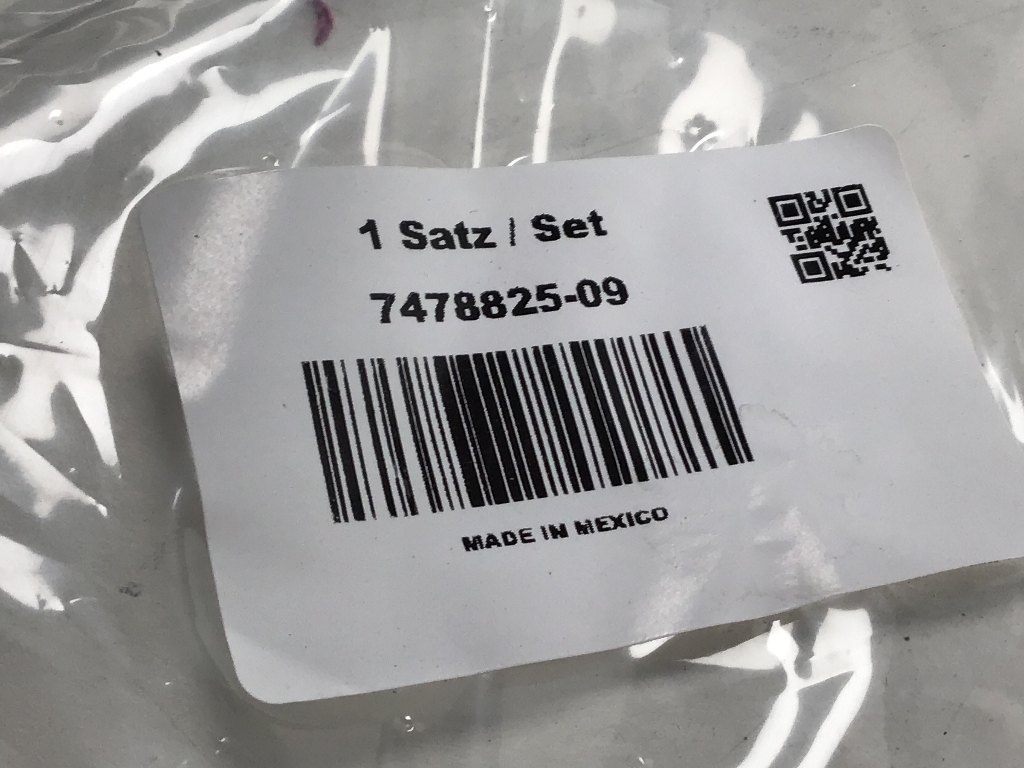 1 Satz / Set
7478825-09
MADE IN MEXICO